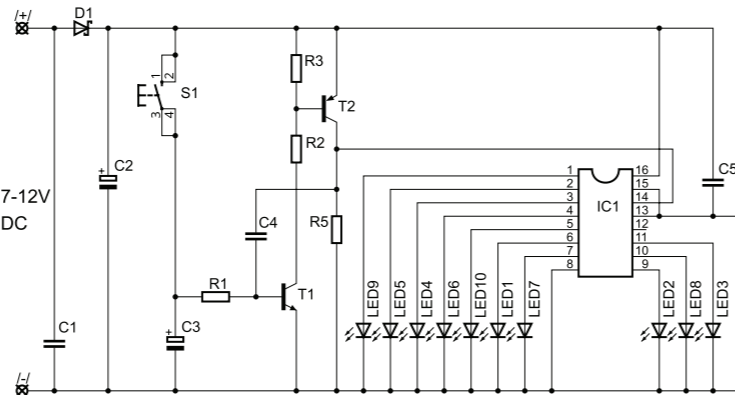 /+/ D1
R3
1 2
S1
T2
3 4
R2
C2
C5
7-12V
DC
C4
R5
1 2 3 4 5 6 7 8
IC1
16 15 14 13 12 11 10 9
R1
T1
C1
C3
LED9 LED5 LED4 LED6 LED10 LED1 LED7
LED2 LED8 LED3
+
+
/-/